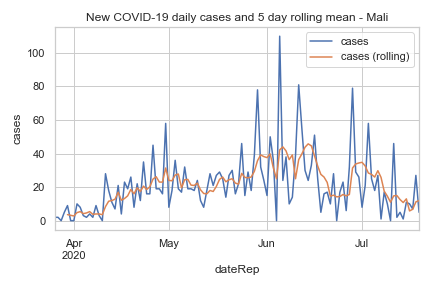 New COVID-19 daily cases and 5 day rolling mean - Mali
cases
cases (rolling)
100
80
60
40
20
0
cases
Apr
2020
May
Jun
Jul
dateRep